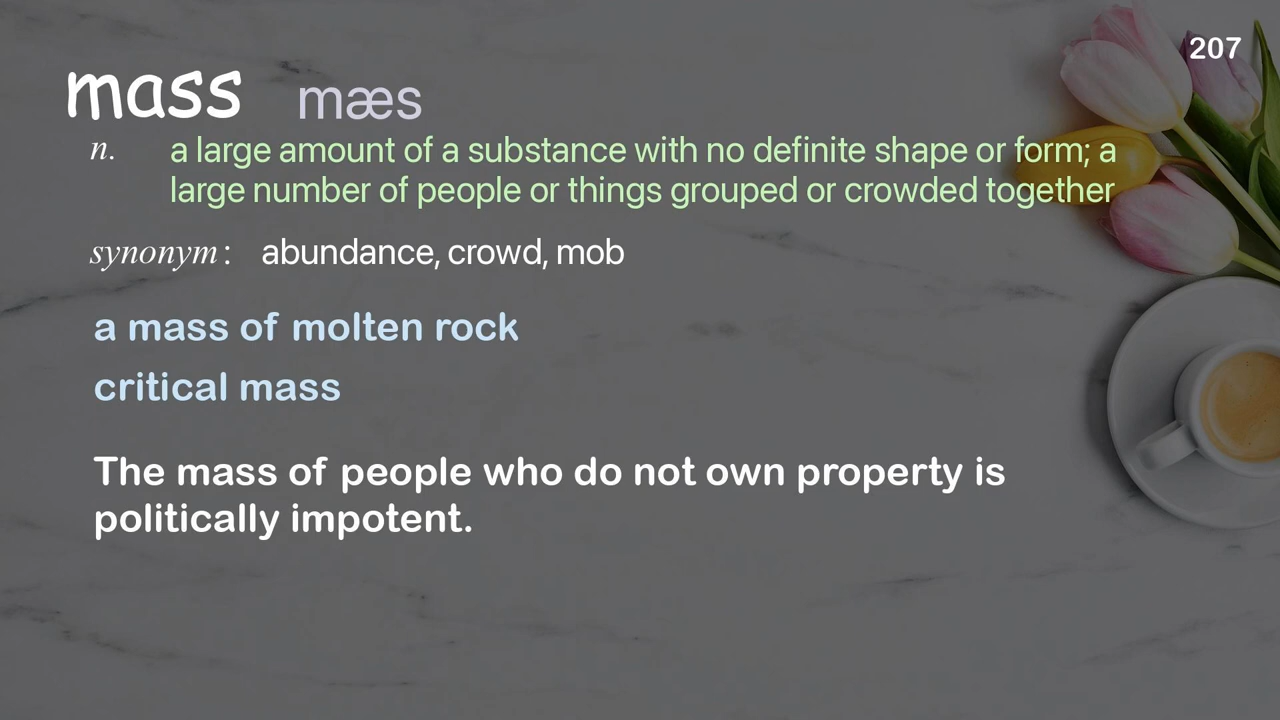 207
mass mæs
n. a large amount of a substance with no definite shape or form; a
large number of people or things grouped or crowded together
synonym: abundance, crowd, mob
a mass of molten rock
critical mass
The mass of people who do not own property is
politically impotent.